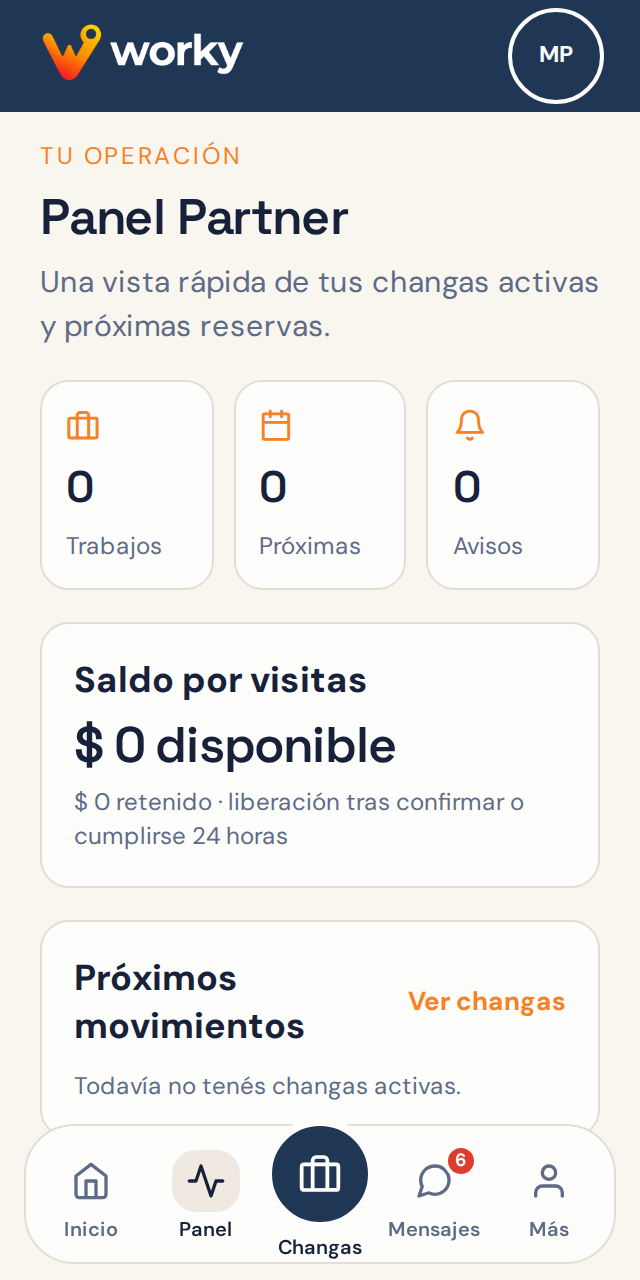 worky
MP
TU OPERACIÓN
Panel Partner
Una vista rápida de tus changas activas
y próximas reservas.
0
Trabajos
0
Próximas
0
Avisos
Saldo por visitas
$ 0 disponible
$ 0 retenido · liberación tras confirmar o
cumplirse 24 horas
Próximos
movimientos
Ver changas
Todavía no tenés changas activas.
Inicio
Panel
Changas
6
Mensajes
Más